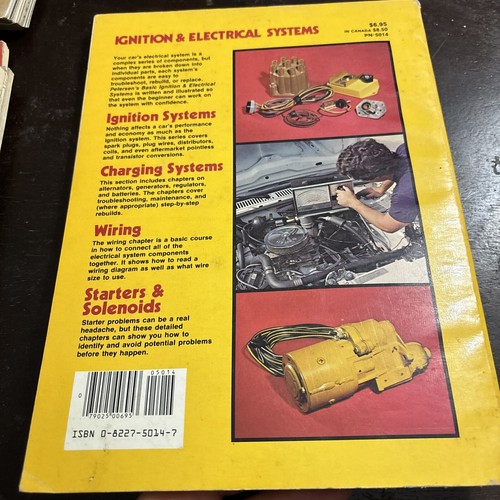 IGNITION & ELECTRICAL SYSTEMS
$6.95
IN CANADA $8.50
PN-5014
Your car's electrical system is a
complex series of components, but
when they are broken down into
individual parts, each system's
components are easy to
troubleshoot, rebuild, or replace.
Petersen's Basic Ignition & Electrical
Systems is written and illustrated so
that even the beginner can work on
the system with confidence.
Ignition Systems
Nothing affects a car's performance
and economy as much as the
ignition system. This series covers
spark plugs, plug wires, distributors,
coils, and even aftermarket pointless
and transistor conversions.
Charging Systems
This section includes chapters on
alternators, generators, regulators,
and batteries. The chapters cover
troubleshooting, maintenance, and
(where appropriate) step-by-step
rebuilds.
Wiring
The wiring chapter is a basic course
in how to connect all of the
electrical system components
together. It shows how to read a
wiring diagram as well as what wire
size to use.
Starters &
Solenoids
Starter problems can be a real
headache, but these detailed
chapters can show you how to
identify and avoid potential problems
before they happen.
05014
0
79025 00695
ISBN 0-8227-5014-7